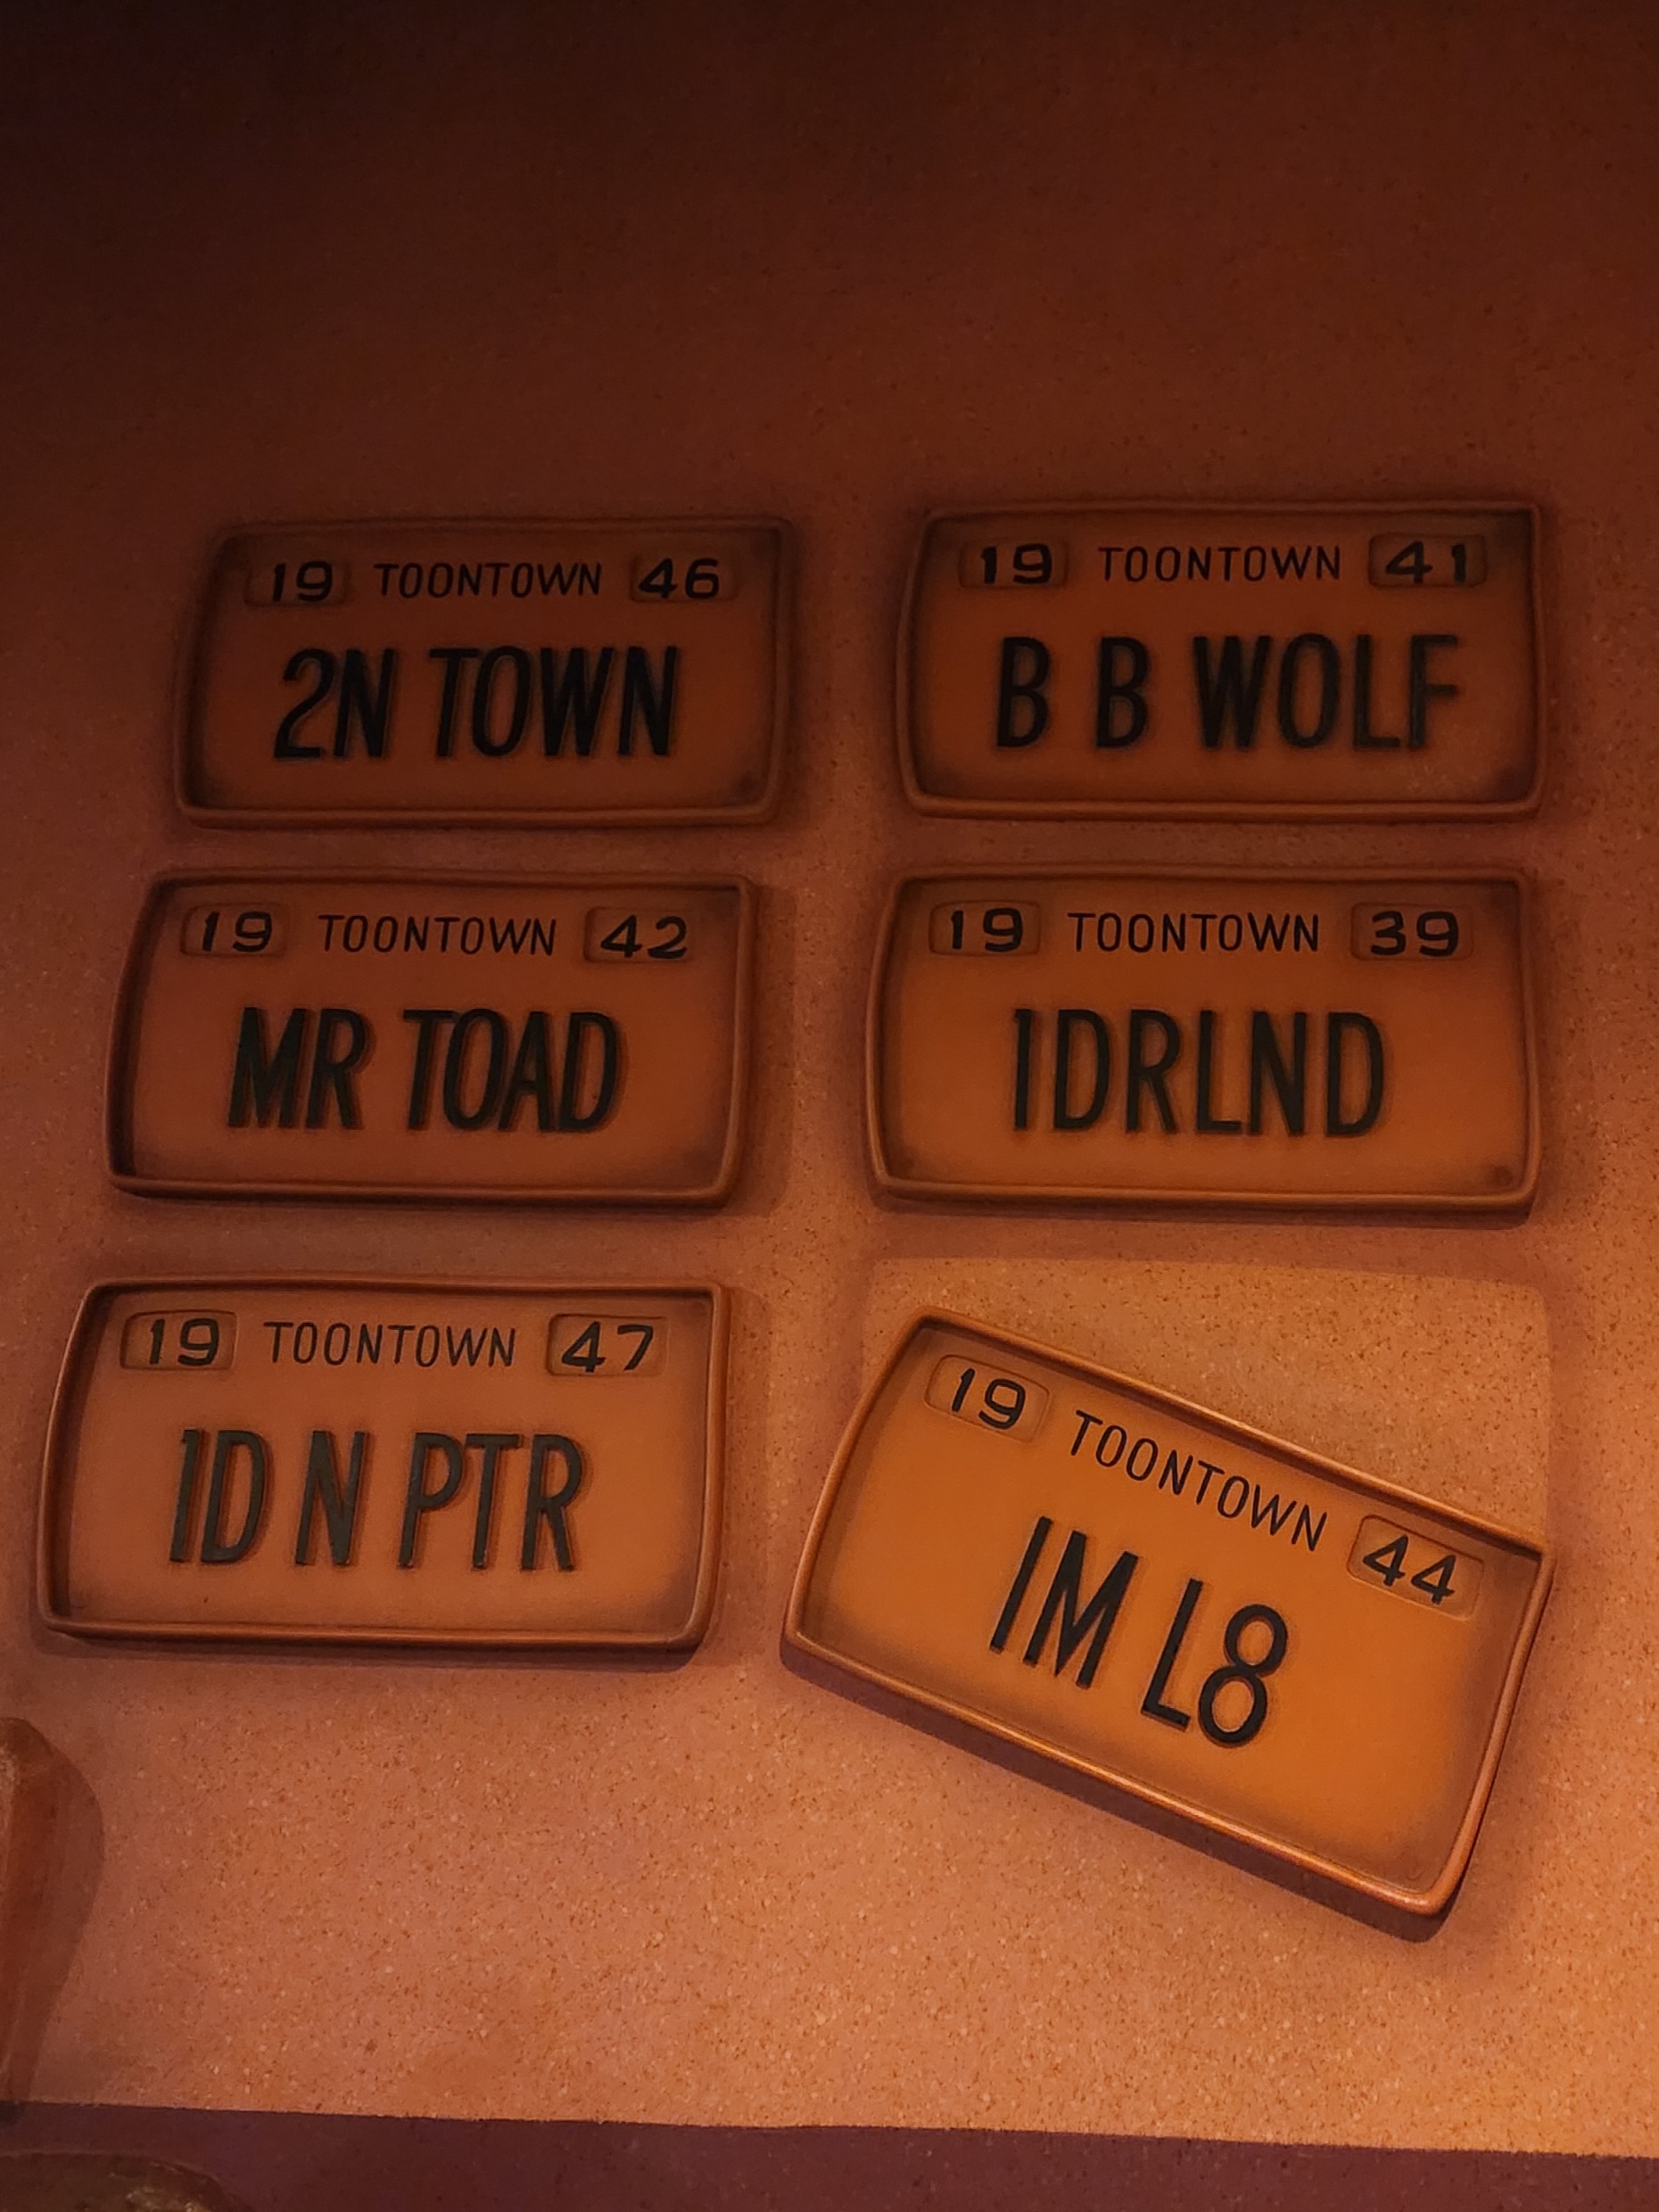 19 TOONTOWN 46
2N TOWN
19 TOONTOWN 41
B B WOLF
19 TOONTOWN 42
MR TOAD
19 TOONTOWN 39
1DRLND
19 TOONTOWN 47
1D N PTR
19 TOONTOWN 44
IM L8